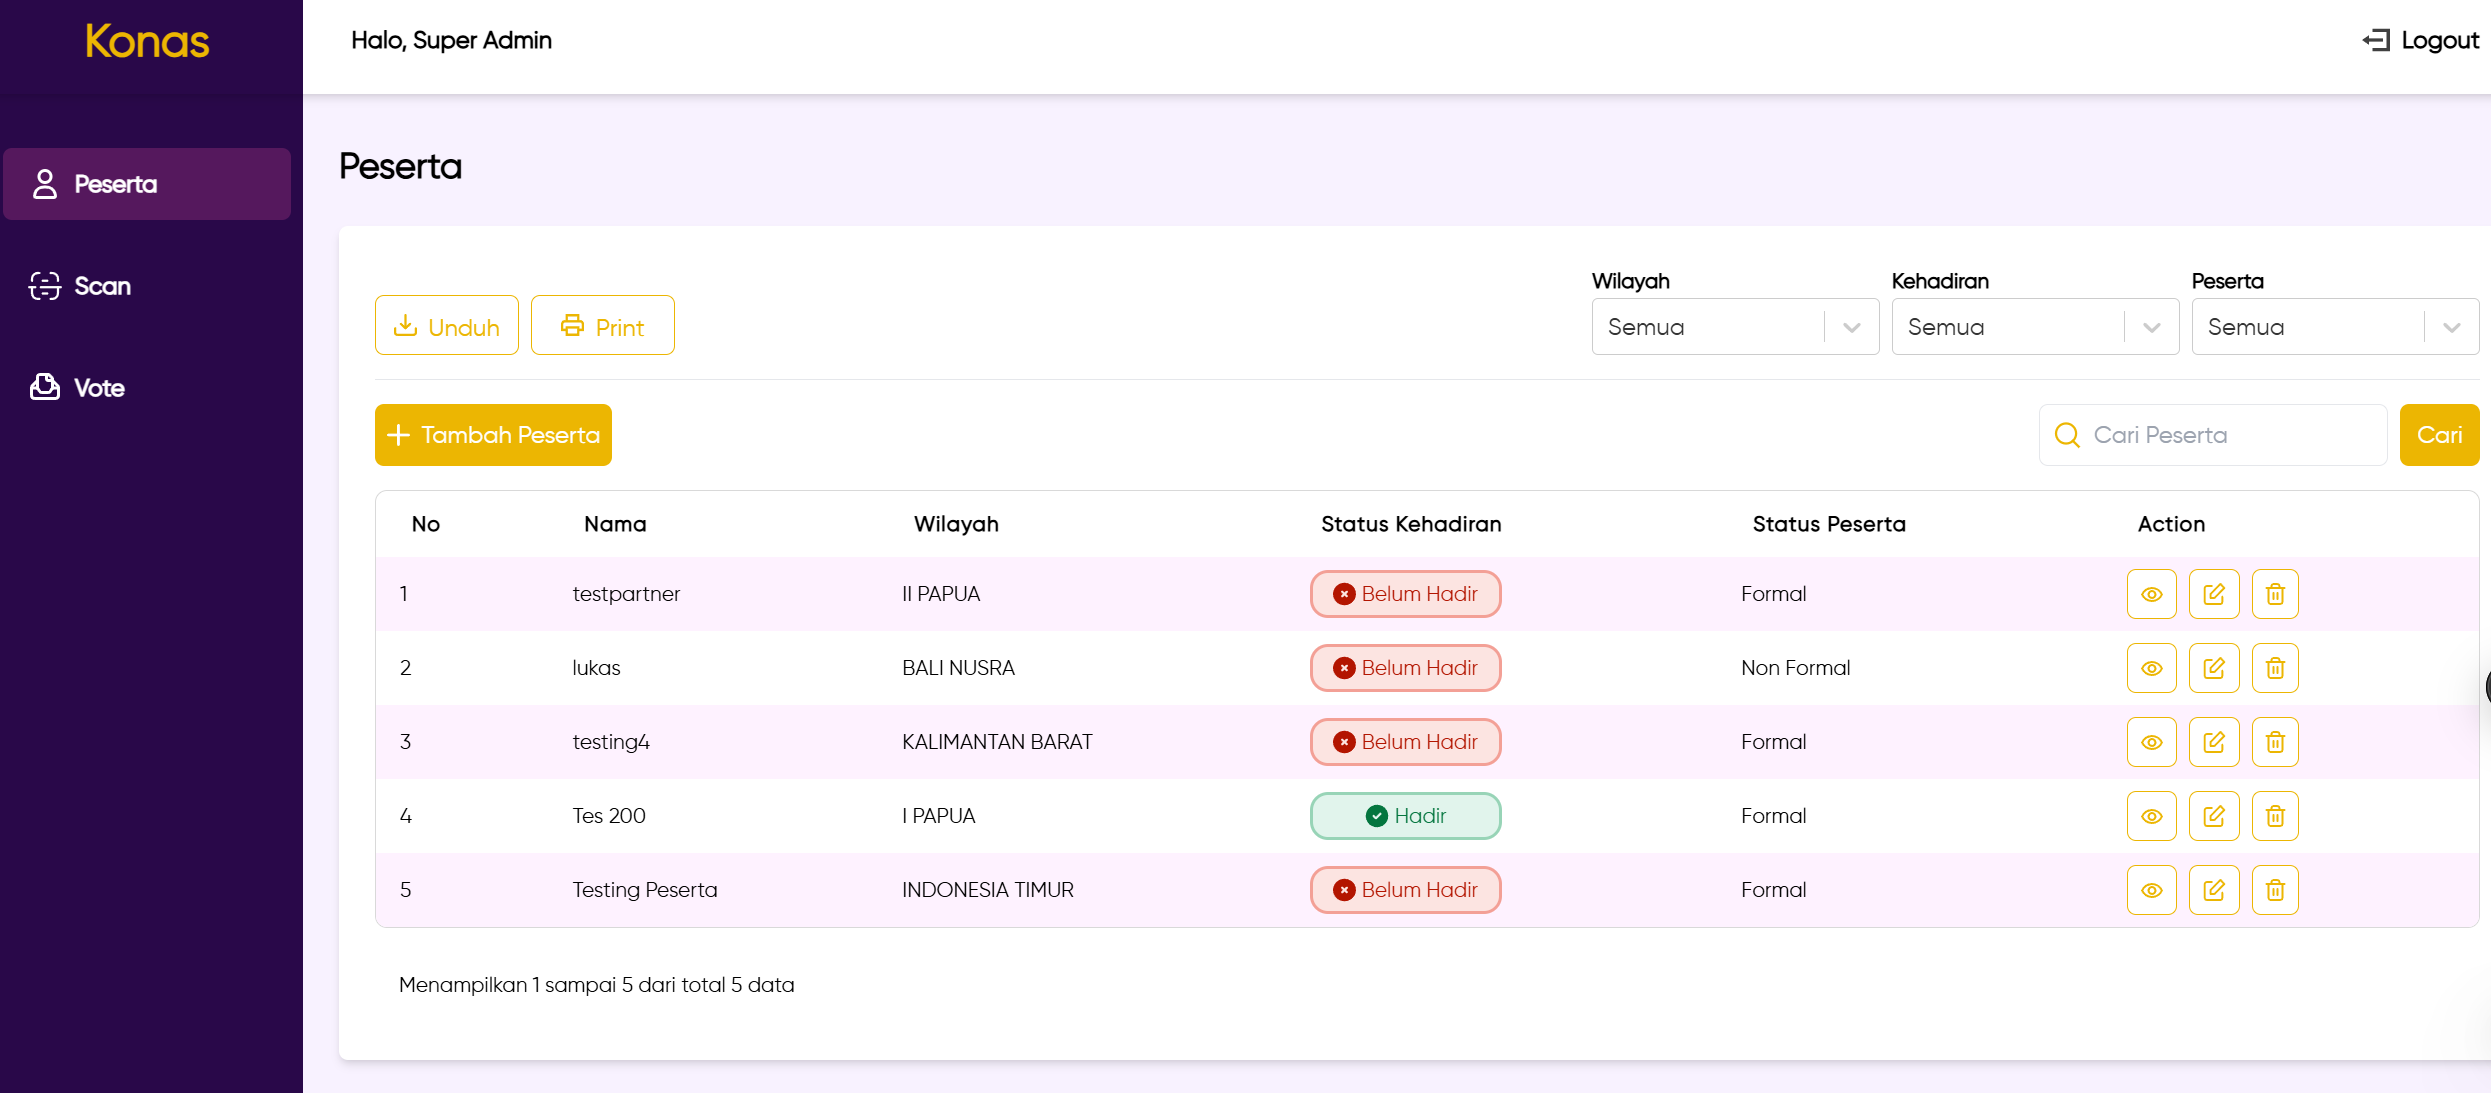 Konas
Halo, Super Admin
Logout
Peserta
Scan
Vote
Peserta
Unduh
Print
Wilayah
Semua
Kehadiran
Semua
Peserta
Semua
Tambah Peserta
Cari Peserta
Cari
No Nama Wilayah Status Kehadiran Status Peserta Action
1 testpartner II PAPUA Belum Hadir Formal
2 lukas BALI NUSRA Belum Hadir Non Formal
3 testing4 KALIMANTAN BARAT Belum Hadir Formal
4 Tes 200 I PAPUA Hadir Formal
5 Testing Peserta INDONESIA TIMUR Belum Hadir Formal
Menampilkan 1 sampai 5 dari total 5 data